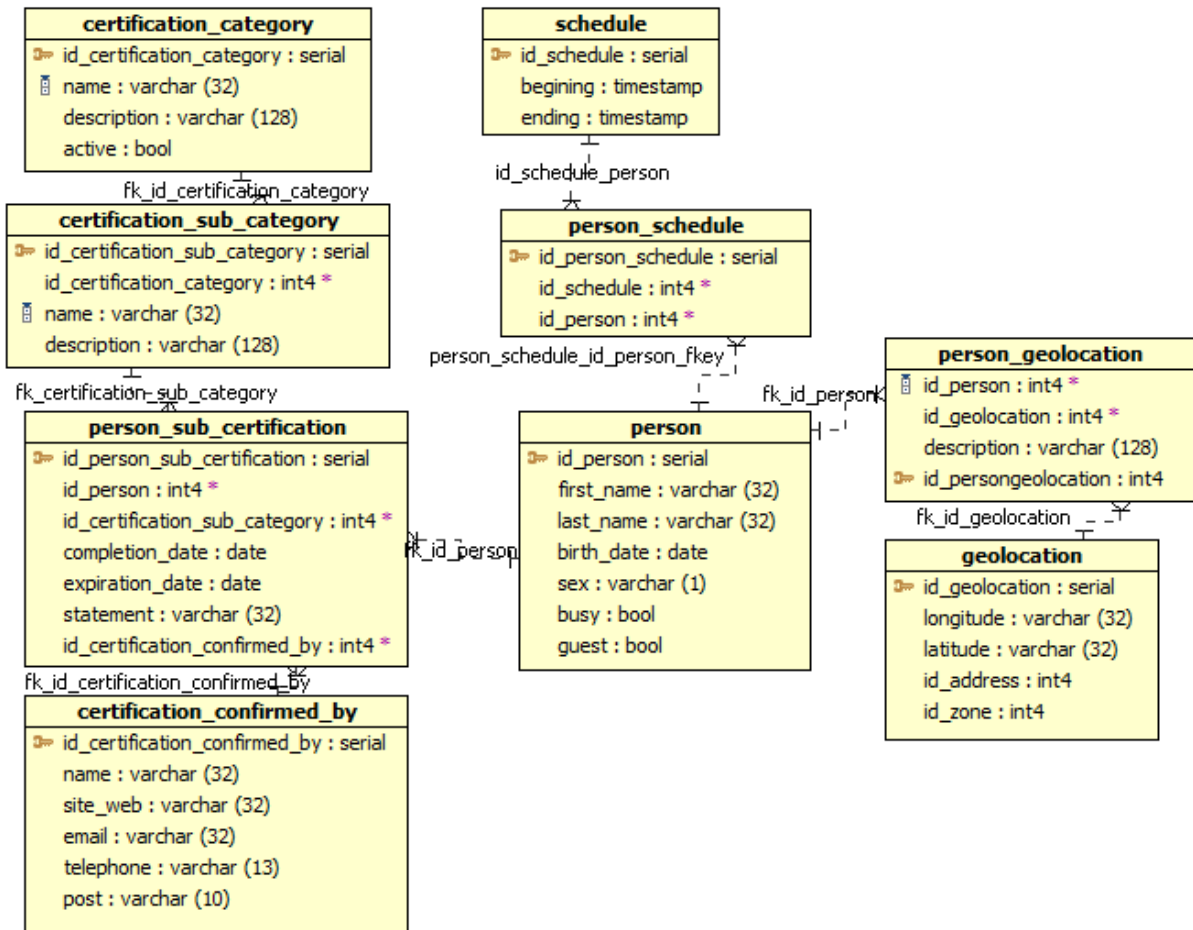 certification_category
id_certification_category : serial
name : varchar (32)
description : varchar (128)
active : bool
fk_id_certification_category
certification_sub_category
id_certification_sub_category : serial
id_certification_category : int4 *
name : varchar (32)
description : varchar (128)
fk_certification_sub_category
person_sub_certification
id_person_sub_certification : serial
id_person : int4 *
id_certification_sub_category : int4 *
completion_date : date
expiration_date : date
statement : varchar (32)
id_certification_confirmed_by : int4 *
fk_id_certification_confirmed_by
certification_confirmed_by
id_certification_confirmed_by : serial
name : varchar (32)
site_web : varchar (32)
email : varchar (32)
telephone : varchar (13)
post : varchar (10)
schedule
id_schedule : serial
begining : timestamp
ending : timestamp
id_schedule_person
person_schedule
id_person_schedule : serial
id_schedule : int4 *
id_person : int4 *
person_schedule_id_person_fkey
fk_id_person
person
id_person : serial
first_name : varchar (32)
last_name : varchar (32)
birth_date : date
sex : varchar (1)
busy : bool
guest : bool
fk_id_person
person_geolocation
id_person : int4 *
id_geolocation : int4 *
description : varchar (128)
id_persongeolocation : int4
fk_id_geolocation
geolocation
id_geolocation : serial
longitude : varchar (32)
latitude : varchar (32)
id_address : int4
id_zone : int4